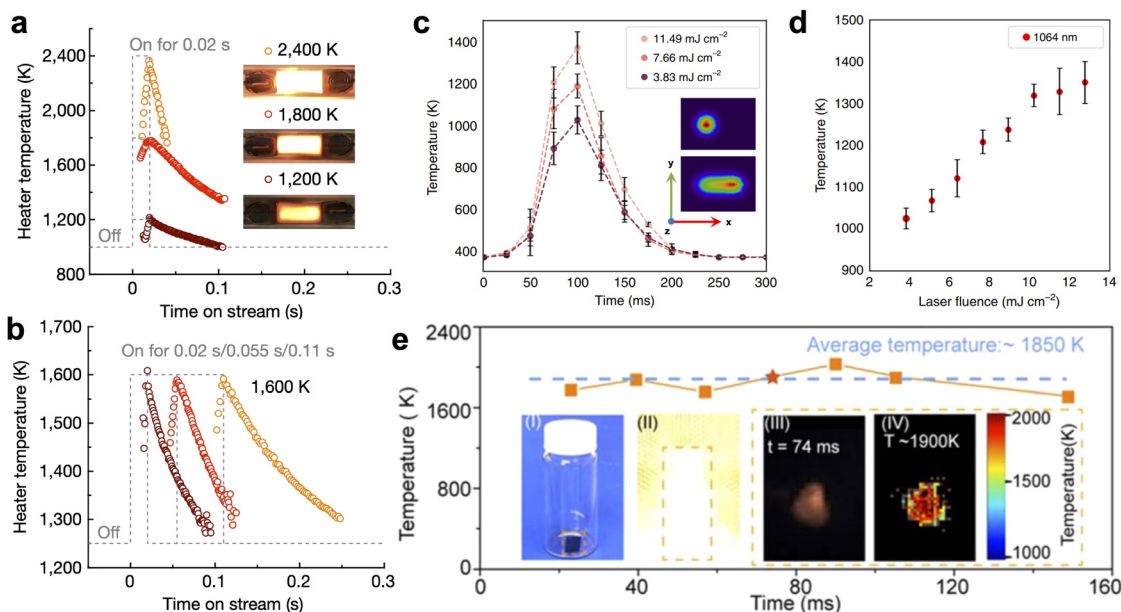 a
On for 0.02 s
2,400 K
1,800 K
1,200 K
Off
2,400
2,000
1,600
1,200
800
Heater temperature (K)
0
0.1
0.2
0.3
Time on stream (s)
b
On for 0.02 s/0.055 s/0.11 s
1,600 K
Off
1,700
1,600
1,500
1,400
1,300
1,200
Heater temperature (K)
0
0.1
0.2
0.3
Time on stream (s)
c
11.49 mJ cm⁻²
7.66 mJ cm⁻²
3.83 mJ cm⁻²
y
z
x
1400
1200
1000
800
600
400
Temperature (K)
0
50
100
150
200
250
300
Time (ms)
d
1064 nm
1500
1400
1300
1200
1100
1000
900
Temperature (K)
2
4
6
8
10
12
14
Laser fluence (mJ cm⁻²)
e
Average temperature:~ 1850 K
(I)
(II)
(III)
t = 74 ms
(IV)
T ~1900K
2000
1500
1000
Temperature(K)
2400
1600
800
0
Temperature ( K)
0
40
80
120
160
Time (ms)